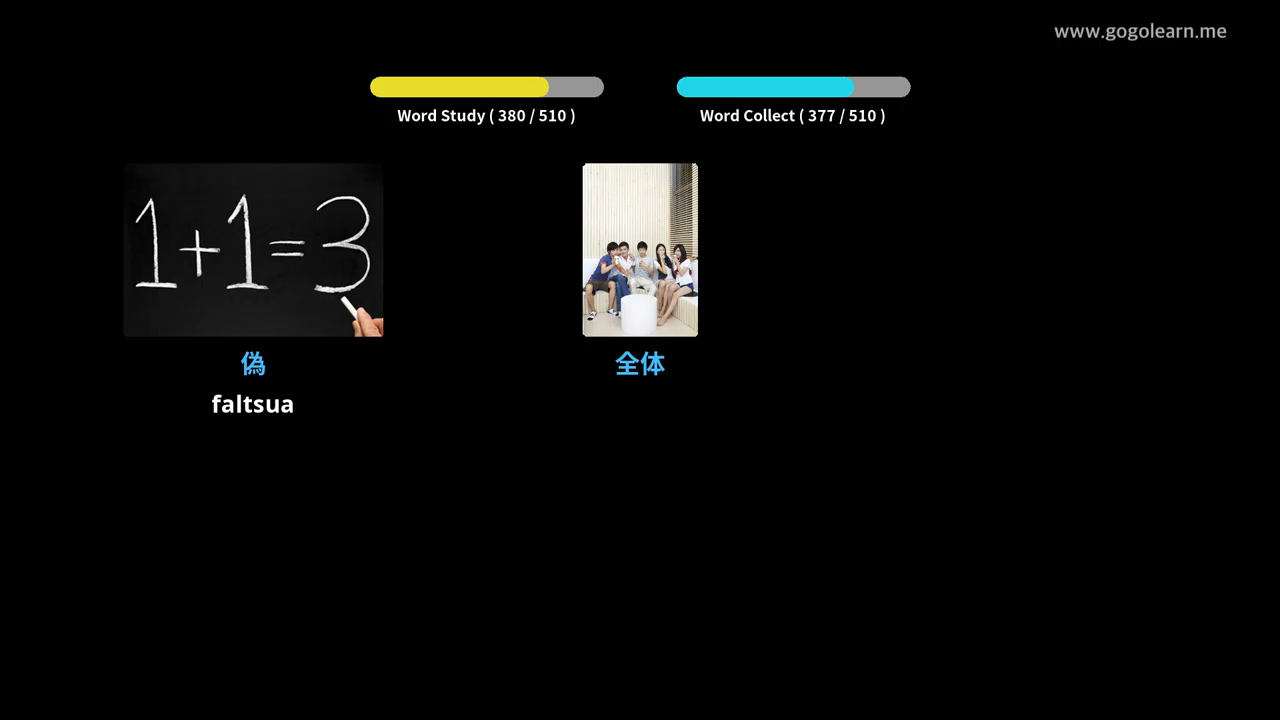 www.gogolearn.me
Word Study ( 380 / 510 )
Word Collect ( 377 / 510 )
1+1=3
偽
faltsua
全体